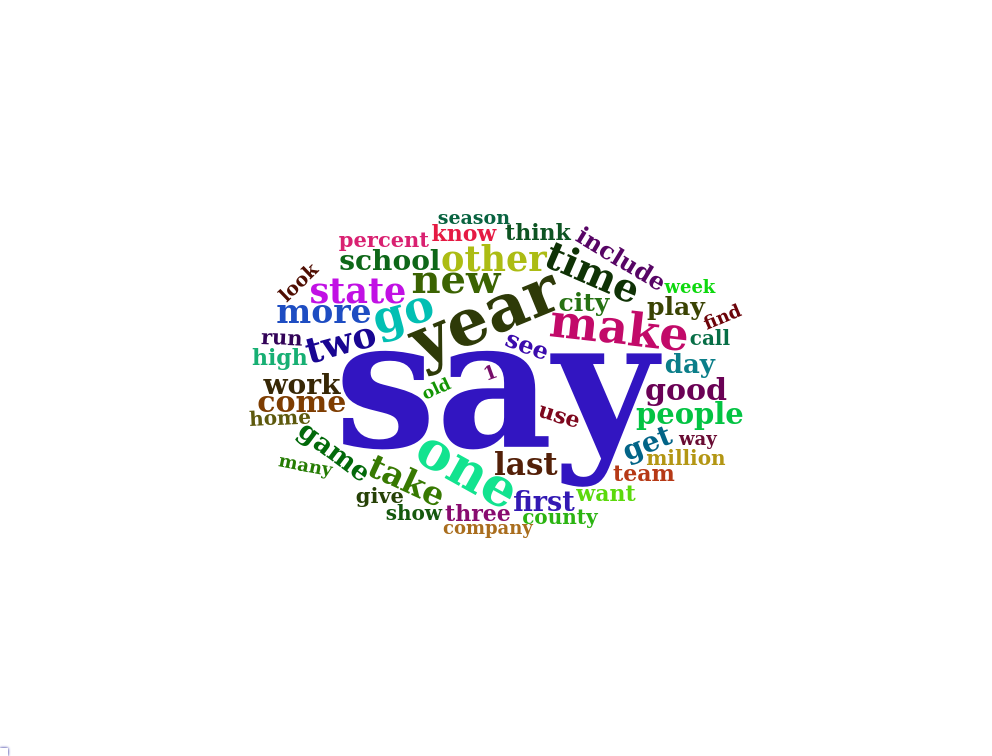 season
know
think
percent
include
school
other
time
look
state
new
year
week
more
go
city
play
find
run
two
make
call
high
see
day
say
work
old
1
good
come
use
people
home
game
one
last
get
way
many
take
million
team
give
first
want
show
three
county
company